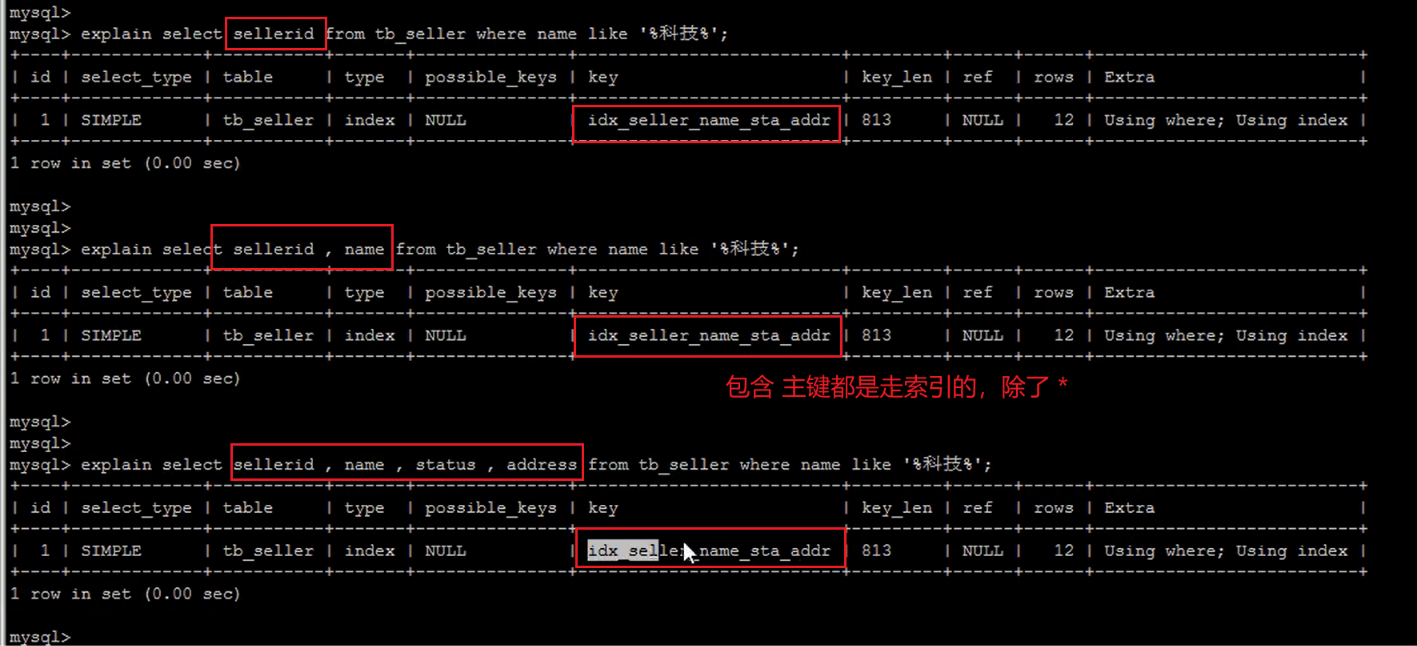 mysql>
mysql> explain select sellerid from tb_seller where name like '%科技%';
+----+-------------+-----------+-------+---------------+--------------------------+---------+------+------+--------------------------+
| id | select_type | table     | type  | possible_keys | key                      | key_len | ref  | rows | Extra                    |
+----+-------------+-----------+-------+---------------+--------------------------+---------+------+------+--------------------------+
|  1 | SIMPLE      | tb_seller | index | NULL          | idx_seller_name_sta_addr | 813     | NULL |   12 | Using where; Using index |
+----+-------------+-----------+-------+---------------+--------------------------+---------+------+------+--------------------------+
1 row in set (0.00 sec)
mysql>
mysql>
mysql> explain select sellerid , name from tb_seller where name like '%科技%';
+----+-------------+-----------+-------+---------------+--------------------------+---------+------+------+--------------------------+
| id | select_type | table     | type  | possible_keys | key                      | key_len | ref  | rows | Extra                    |
+----+-------------+-----------+-------+---------------+--------------------------+---------+------+------+--------------------------+
|  1 | SIMPLE      | tb_seller | index | NULL          | idx_seller_name_sta_addr | 813     | NULL |   12 | Using where; Using index |
+----+-------------+-----------+-------+---------------+--------------------------+---------+------+------+--------------------------+
1 row in set (0.00 sec)
包含 主键都是走索引的，除了 *
mysql>
mysql>
mysql> explain select sellerid , name , status , address from tb_seller where name like '%科技%';
+----+-------------+-----------+-------+---------------+--------------------------+---------+------+------+--------------------------+
| id | select_type | table     | type  | possible_keys | key                      | key_len | ref  | rows | Extra                    |
+----+-------------+-----------+-------+---------------+--------------------------+---------+------+------+--------------------------+
|  1 | SIMPLE      | tb_seller | index | NULL          | idx_seller_name_sta_addr | 813     | NULL |   12 | Using where; Using index |
+----+-------------+-----------+-------+---------------+--------------------------+---------+------+------+--------------------------+
1 row in set (0.00 sec)
mysql>